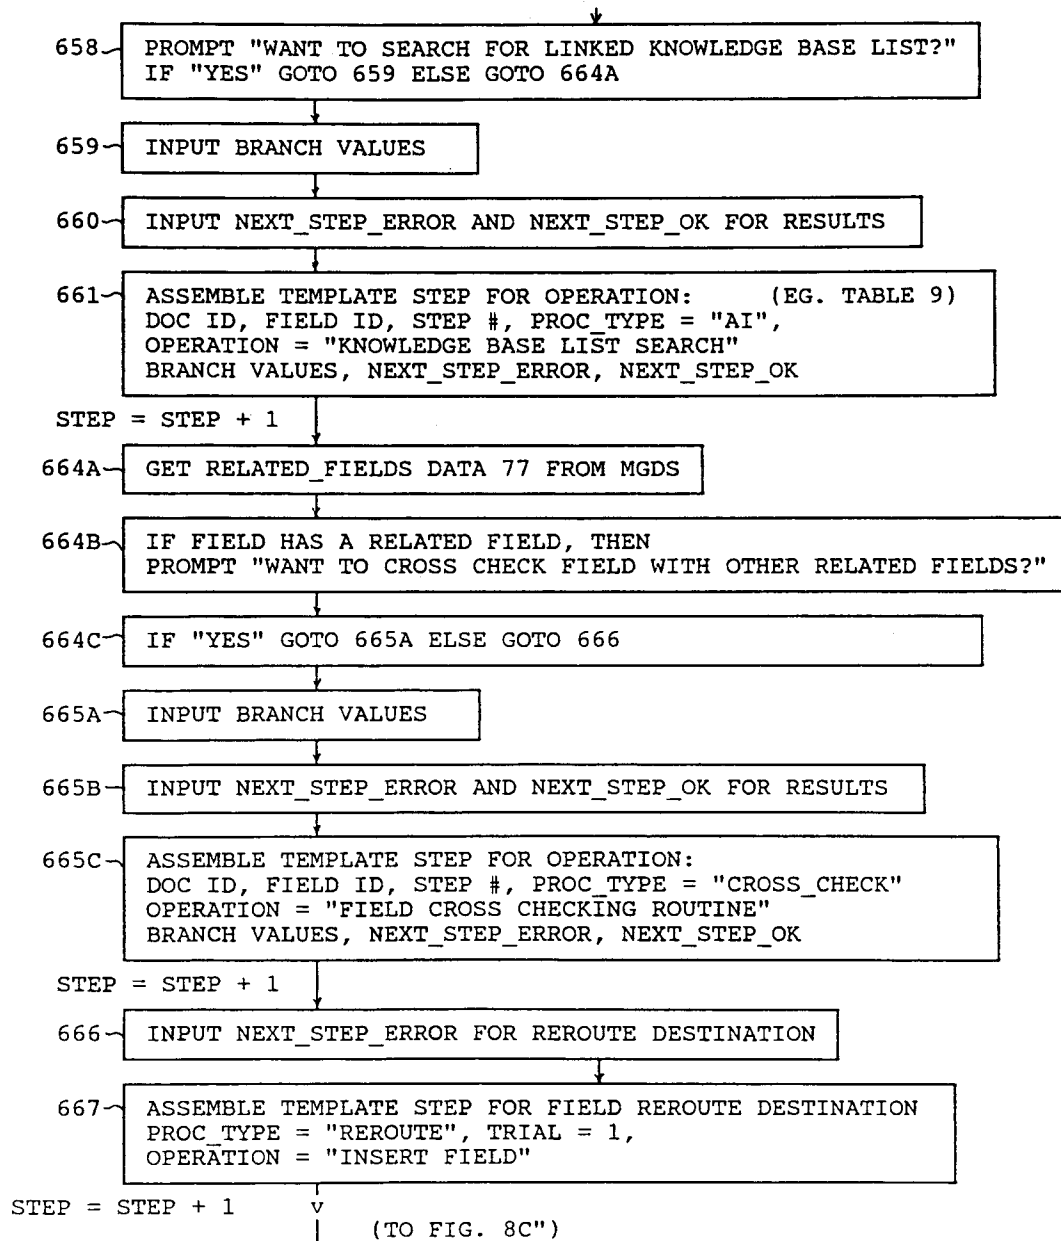 658 PROMPT "WANT TO SEARCH FOR LINKED KNOWLEDGE BASE LIST?"
IF "YES" GOTO 659 ELSE GOTO 664A
659 INPUT BRANCH VALUES
660 INPUT NEXT_STEP_ERROR AND NEXT_STEP_OK FOR RESULTS
661 ASSEMBLE TEMPLATE STEP FOR OPERATION: (EG. TABLE 9)
DOC ID, FIELD ID, STEP #, PROC_TYPE = "AI",
OPERATION = "KNOWLEDGE BASE LIST SEARCH"
BRANCH VALUES, NEXT_STEP_ERROR, NEXT_STEP_OK
STEP = STEP + 1
664A GET RELATED_FIELDS DATA 77 FROM MGDS
664B IF FIELD HAS A RELATED FIELD, THEN
PROMPT "WANT TO CROSS CHECK FIELD WITH OTHER RELATED FIELDS?"
664C IF "YES" GOTO 665A ELSE GOTO 666
665A INPUT BRANCH VALUES
665B INPUT NEXT_STEP_ERROR AND NEXT_STEP_OK FOR RESULTS
665C ASSEMBLE TEMPLATE STEP FOR OPERATION:
DOC ID, FIELD ID, STEP #, PROC_TYPE = "CROSS_CHECK"
OPERATION = "FIELD CROSS CHECKING ROUTINE"
BRANCH VALUES, NEXT_STEP_ERROR, NEXT_STEP_OK
STEP = STEP + 1
666 INPUT NEXT_STEP_ERROR FOR REROUTE DESTINATION
667 ASSEMBLE TEMPLATE STEP FOR FIELD REROUTE DESTINATION
PROC_TYPE = "REROUTE", TRIAL = 1,
OPERATION = "INSERT FIELD"
STEP = STEP + 1
(TO FIG. 8C")